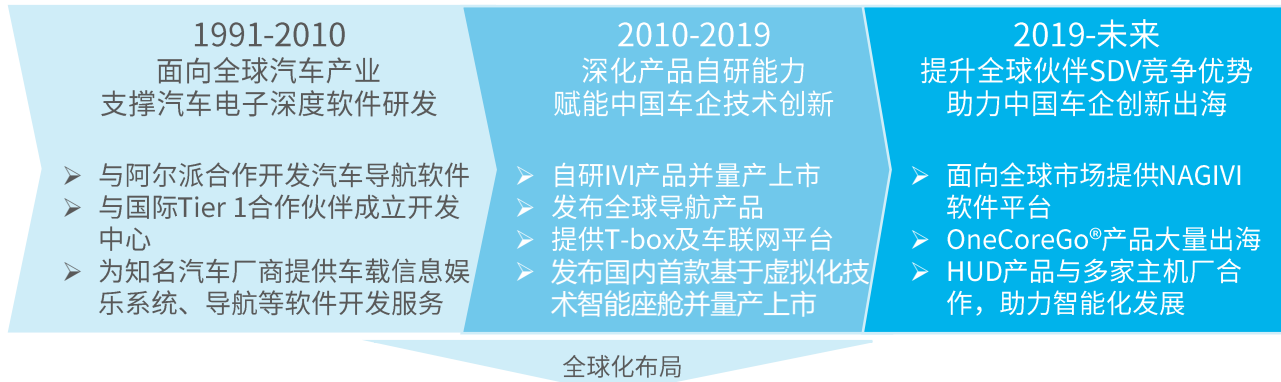 1991-2010
面向全球汽车产业
支撑汽车电子深度软件研发
➢ 与阿尔派合作开发汽车导航软件
➢ 与国际Tier 1合作伙伴成立开发
中心
➢ 为知名汽车厂商提供车载信息娱
乐系统、导航等软件开发服务
2010-2019
深化产品自研能力
赋能中国车企技术创新
➢ 自研IVI产品并量产上市
➢ 发布全球导航产品
➢ 提供T-box及车联网平台
➢ 发布国内首款基于虚拟化技
术智能座舱并量产上市
2019-未来
提升全球伙伴SDV竞争优势
助力中国车企创新出海
➢ 面向全球市场提供NAGIVI
软件平台
➢ OneCoreGo®产品大量出海
➢ HUD产品与多家主机厂合
作，助力智能化发展
全球化布局